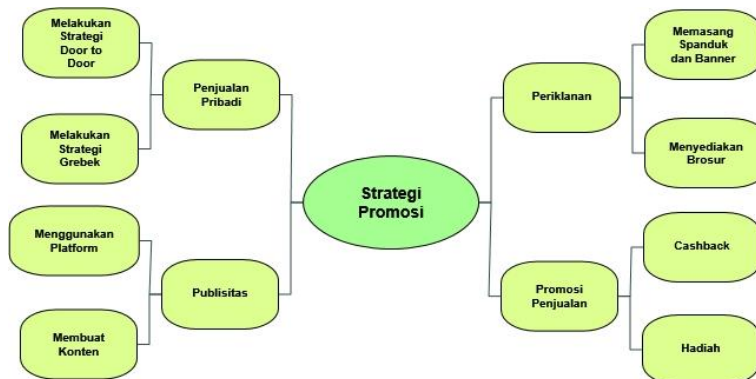 Melakukan
Strategi
Door to
Door
Penjualan
Pribadi
Melakukan
Strategi
Grebek
Menggunakan
Platform
Publisitas
Membuat
Konten
Strategi
Promosi
Periklanan
Memasang
Spanduk
dan Banner
Menyediakan
Brosur
Promosi
Penjualan
Cashback
Hadiah